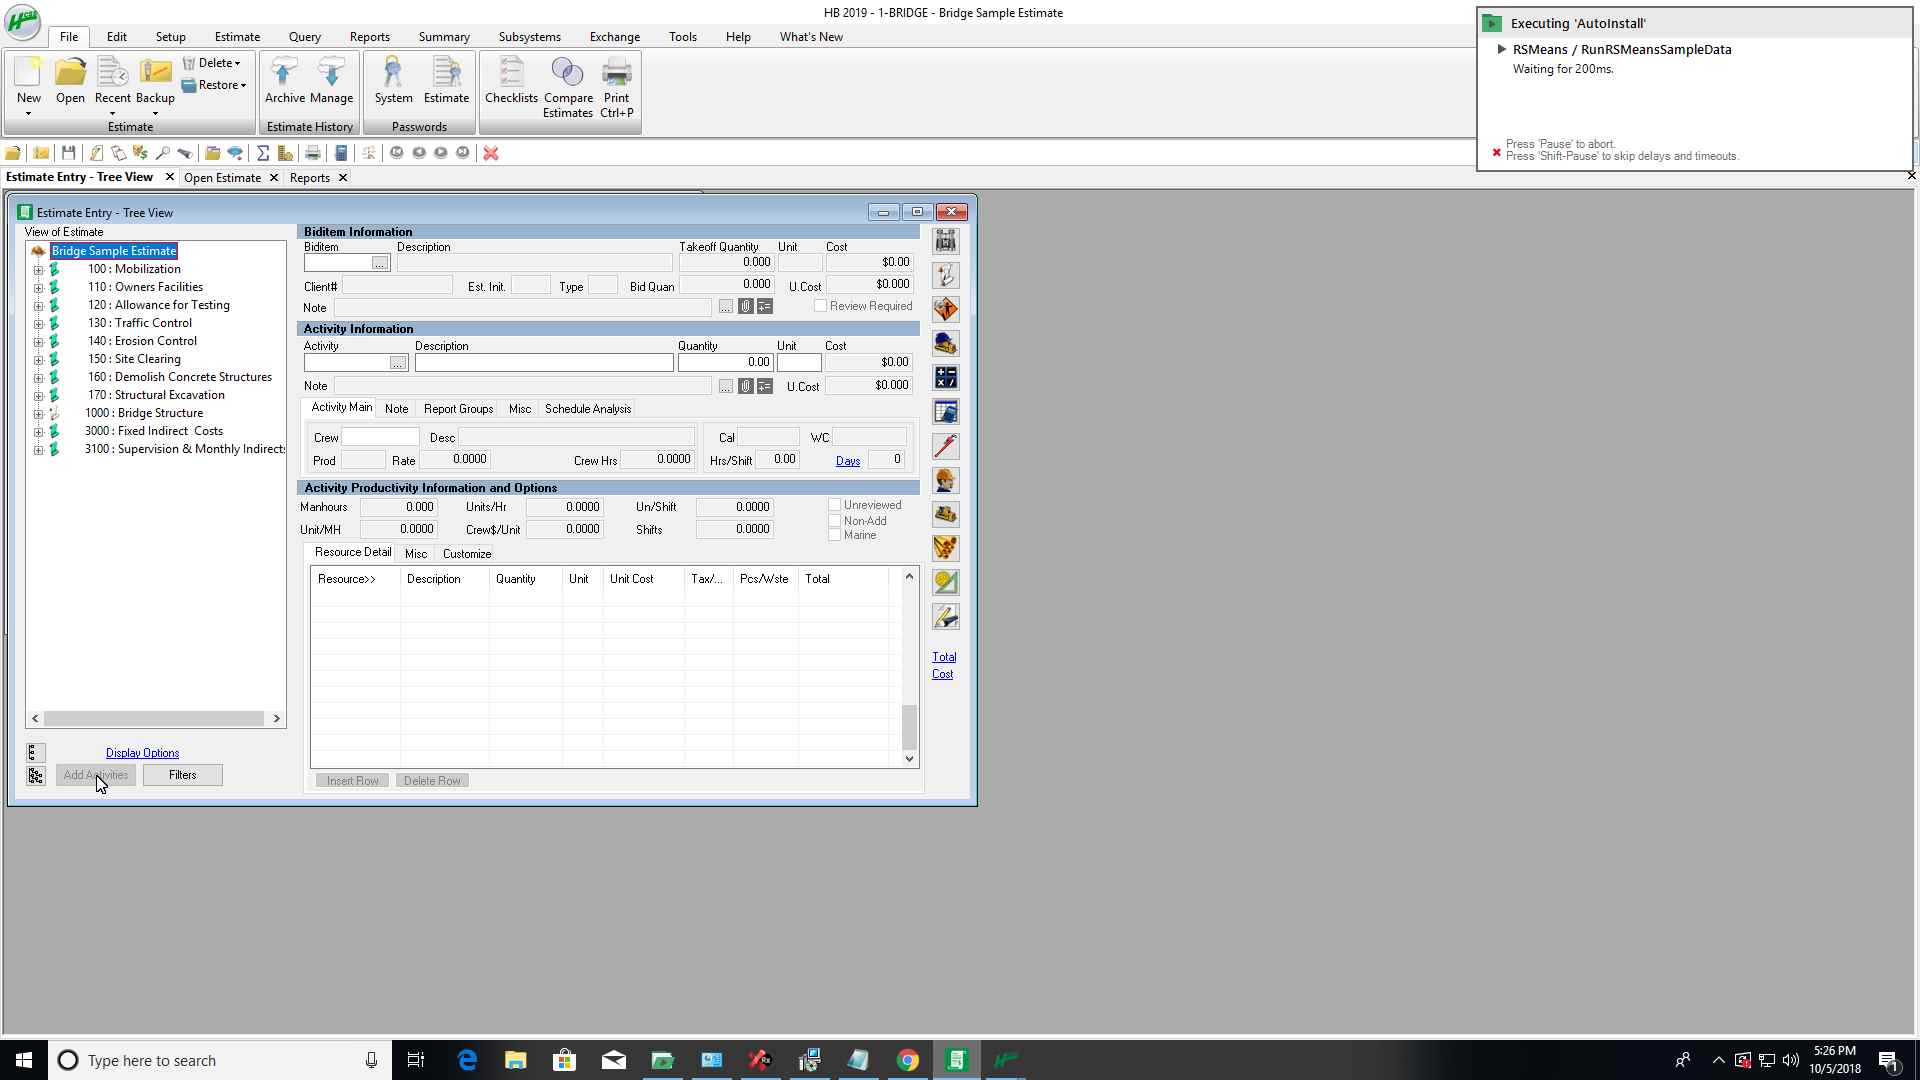 HB 2019 - 1-BRIDGE - Bridge Sample Estimate
File Edit Setup Estimate Query Reports Summary Subsystems Exchange Tools Help What's New
New Open Recent Backup Delete Restore
Estimate
Archive Manage
Estimate History
System Estimate
Passwords
Checklists Compare Estimates Print Ctrl+P
Executing 'AutoInstall'
RSMeans / RunRSMeansSampleData
Waiting for 200ms.
Press 'Pause' to abort.
Press 'Shift-Pause' to skip delays and timeouts.
Estimate Entry - Tree View Open Estimate Reports
Estimate Entry - Tree View
View of Estimate
Bridge Sample Estimate
100 : Mobilization
110 : Owners Facilities
120 : Allowance for Testing
130 : Traffic Control
140 : Erosion Control
150 : Site Clearing
160 : Demolish Concrete Structures
170 : Structural Excavation
1000 : Bridge Structure
3000 : Fixed Indirect Costs
3100 : Supervision & Monthly Indirects
Display Options
Add Activities Filters
Biditem Information
Biditem Description Takeoff Quantity Unit Cost
... 0.000 $0.00
Client# Est. Init. Type Bid Quan 0.000 U.Cost $0.000
Note ... Review Required
Activity Information
Activity Description Quantity Unit Cost
... 0.00 $0.00
Note ... U.Cost $0.000
Activity Main Note Report Groups Misc Schedule Analysis
Crew Desc Cal WC
Prod Rate 0.0000 Crew Hrs 0.0000 Hrs/Shift 0.00 Days 0
Activity Productivity Information and Options
Manhours 0.000 Units/Hr 0.0000 Un/Shift 0.0000 Unreviewed
Non-Add
Unit/MH 0.0000 Crew$/Unit 0.0000 Shifts 0.0000 Marine
Resource Detail Misc Customize
Resource>> Description Quantity Unit Unit Cost Tax/... Pcs/Wste Total
Insert Row Delete Row
Total
Cost
Type here to search
5:26 PM
10/5/2018
1